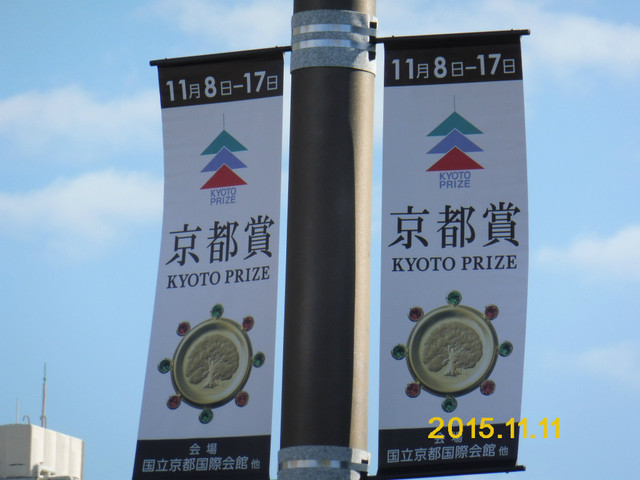 11月8日-17日
KYOTO
PRIZE
京都賞
KYOTO PRIZE
会場
国立京都国際会館 他
11月8日-17日
KYOTO
PRIZE
京都賞
KYOTO PRIZE
会場
国立京都国際会館 他
2015.11.11